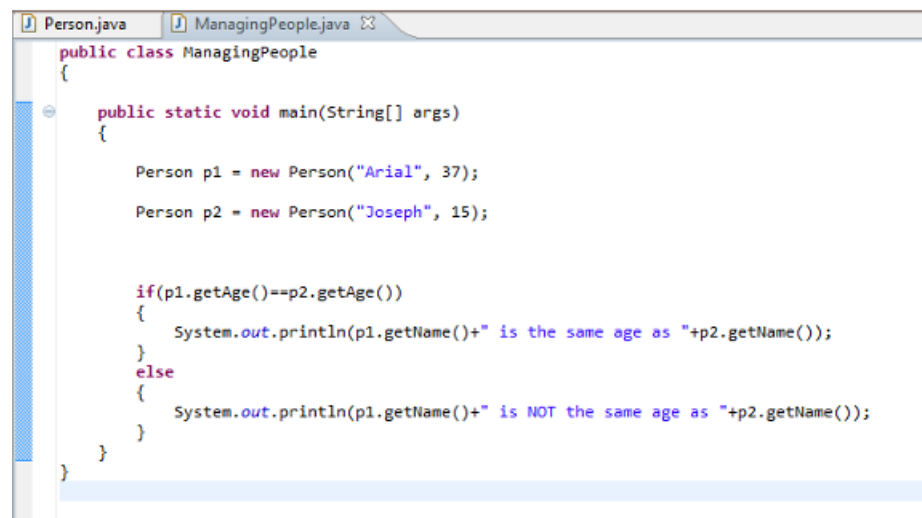 Person.java ManagingPeople.java
public class ManagingPeople
{
public static void main(String[] args)
{
Person p1 = new Person("Arial", 37);
Person p2 = new Person("Joseph", 15);
if(p1.getAge()==p2.getAge())
{
System.out.println(p1.getName()+" is the same age as "+p2.getName());
}
else
{
System.out.println(p1.getName()+" is NOT the same age as "+p2.getName());
}
}
}